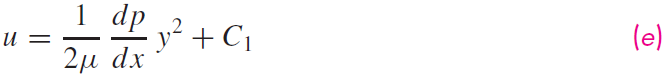 u = \frac{1}{2\mu} \frac{dp}{dx} y^2 + C_1 (e)